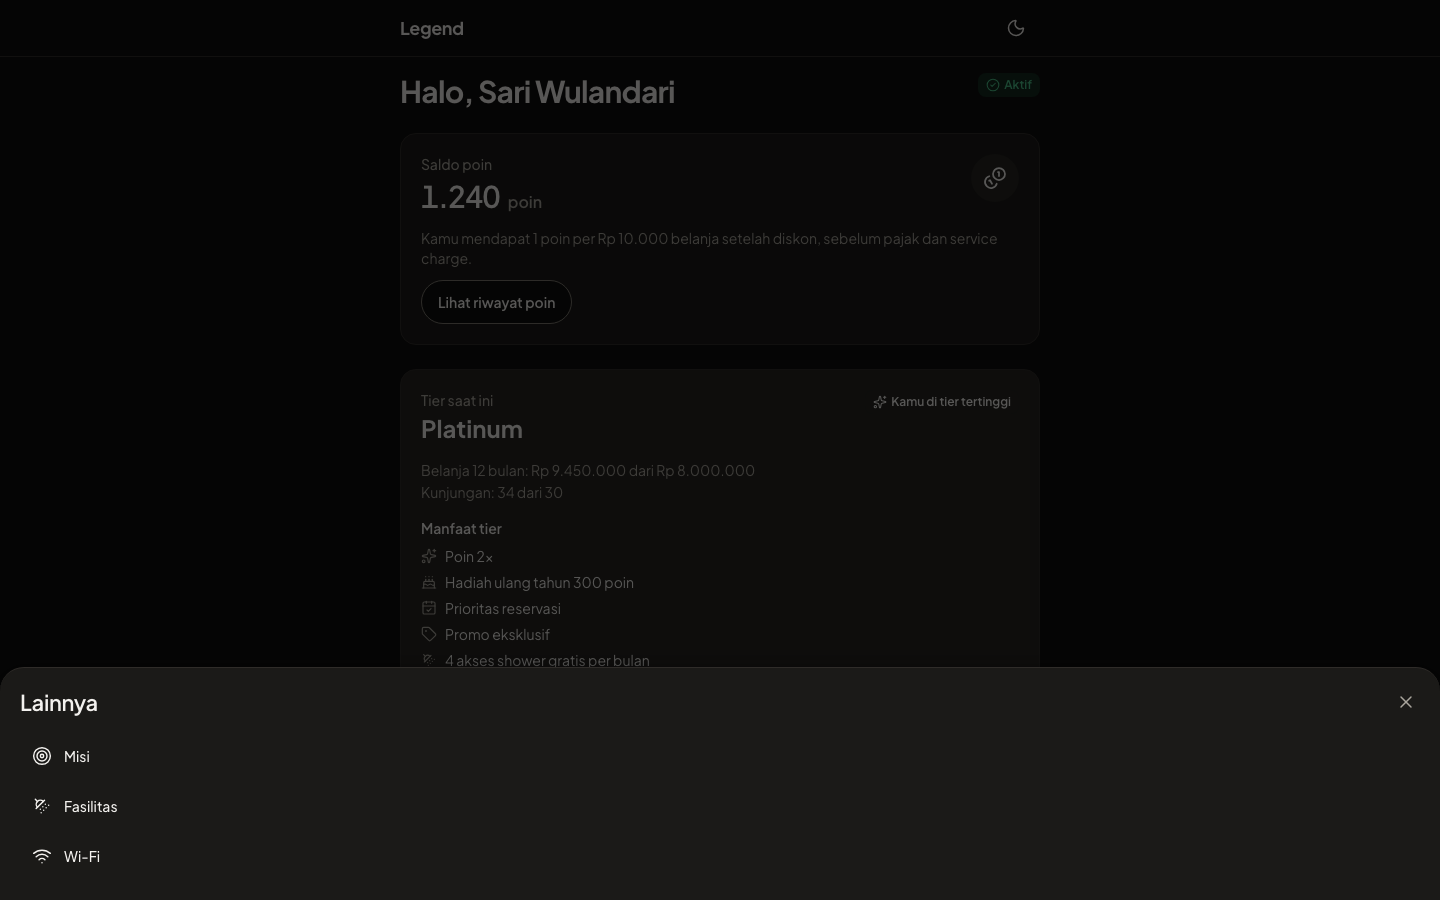 Legend
Halo, Sari Wulandari
Aktif
Saldo poin
1.240 poin
Kamu mendapat 1 poin per Rp 10.000 belanja setelah diskon, sebelum pajak dan service
charge.
Lihat riwayat poin
Tier saat ini
Kamu di tier tertinggi
Platinum
Belanja 12 bulan: Rp 9.450.000 dari Rp 8.000.000
Kunjungan: 34 dari 30
Manfaat tier
Poin 2×
Hadiah ulang tahun 300 poin
Prioritas reservasi
Promo eksklusif
4 akses shower gratis per bulan
Lainnya
Misi
Fasilitas
Wi-Fi